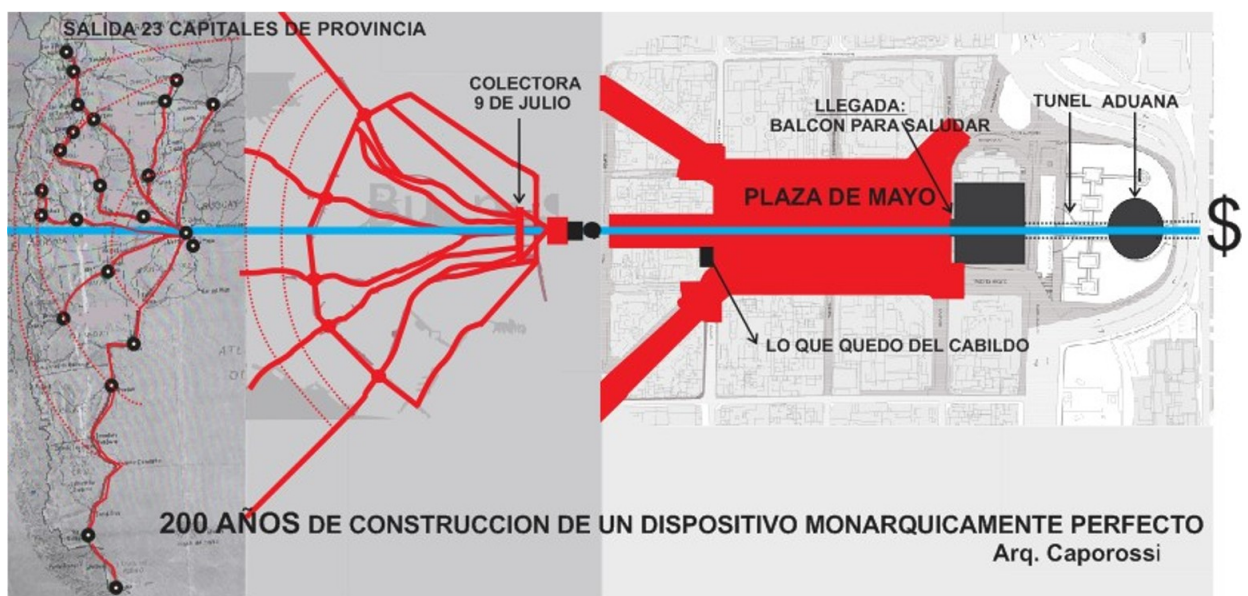 SALIDA 23 CAPITALES DE PROVINCIA
COLECTORA
9 DE JULIO
LLEGADA:
BALCON PARA SALUDAR
TUNEL
ADUANA
PLAZA DE MAYO
$
LO QUE QUEDO DEL CABILDO
200 AÑOS DE CONSTRUCCION DE UN DISPOSITIVO MONARQUICAMENTE PERFECTO
Arq. Caporossi